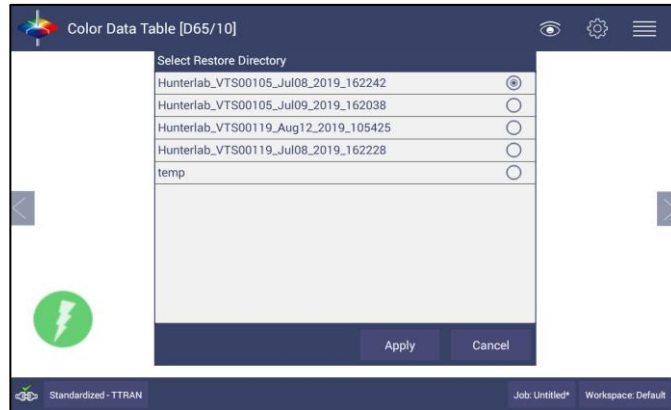 Color Data Table [D65/10]
Select Restore Directory
Hunterlab_VTS00105_Jul08_2019_162242
Hunterlab_VTS00105_Jul09_2019_162038
Hunterlab_VTS00119_Aug12_2019_105425
Hunterlab_VTS00119_Jul08_2019_162228
temp
Apply Cancel
Standardized - TTRAN Job: Untitled* Workspace: Default